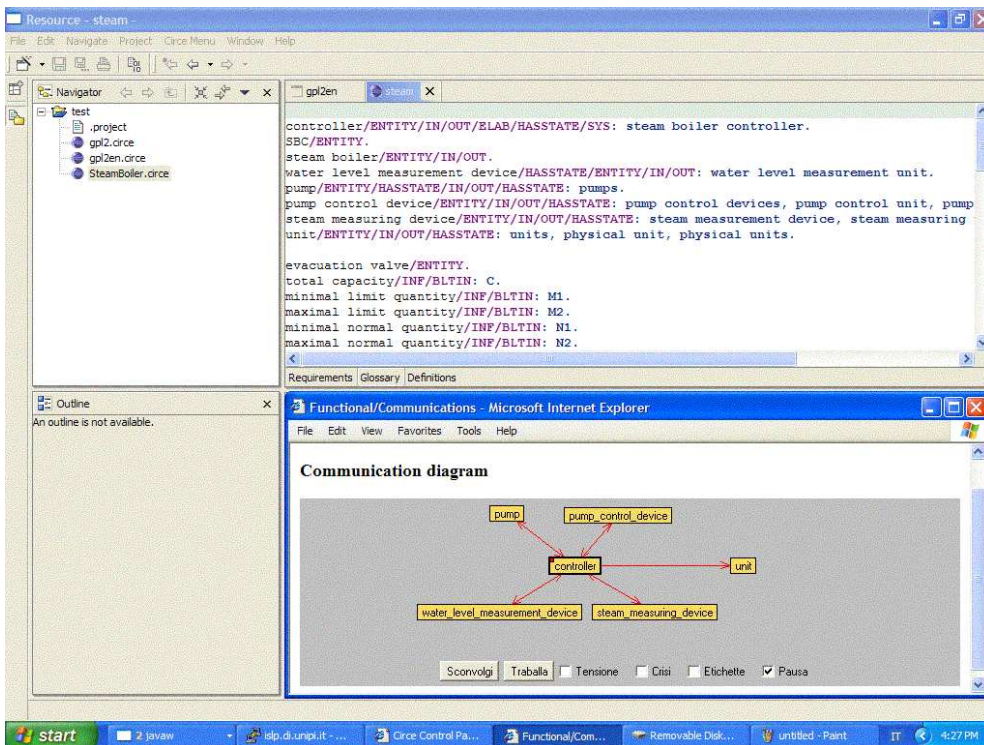 Resource - steam -
File Edit Navigate Project Circe Menu Window Help
Navigator
test
.project
gpl2.circe
gpl2en.circe
SteamBoiler.circe
gpl2en
steam
controller/ENTITY/IN/OUT/ELAB/HASSTATE/SYS: steam boiler controller.
SBC/ENTITY.
steam boiler/ENTITY/IN/OUT.
water level measurement device/HASSTATE/ENTITY/IN/OUT: water level measurement unit.
pump/ENTITY/HASSTATE/IN/OUT/HASSTATE: pumps.
pump control device/ENTITY/IN/OUT/HASSTATE: pump control devices, pump control unit, pump
steam measuring device/ENTITY/IN/OUT/HASSTATE: steam measurement device, steam measuring
unit/ENTITY/IN/OUT/HASSTATE: units, physical unit, physical units.
evacuation valve/ENTITY.
total capacity/INF/BLTIN: C.
minimal limit quantity/INF/BLTIN: M1.
maximal limit quantity/INF/BLTIN: M2.
minimal normal quantity/INF/BLTIN: N1.
maximal normal quantity/INF/BLTIN: N2.
Requirements Glossary Definitions
Outline
An outline is not available.
Functional/Communications - Microsoft Internet Explorer
File Edit View Favorites Tools Help
Communication diagram
pump
pump_control_device
controller
unit
water_level_measurement_device
steam_measuring_device
Sconvolgi Traballa Tensione Crisi Etichette Pausa
start 2 javaw islp.di.unipi.it - ... Circe Control Pa... Functional/Com... Removable Disk... untitled - Paint IT 4:27 PM